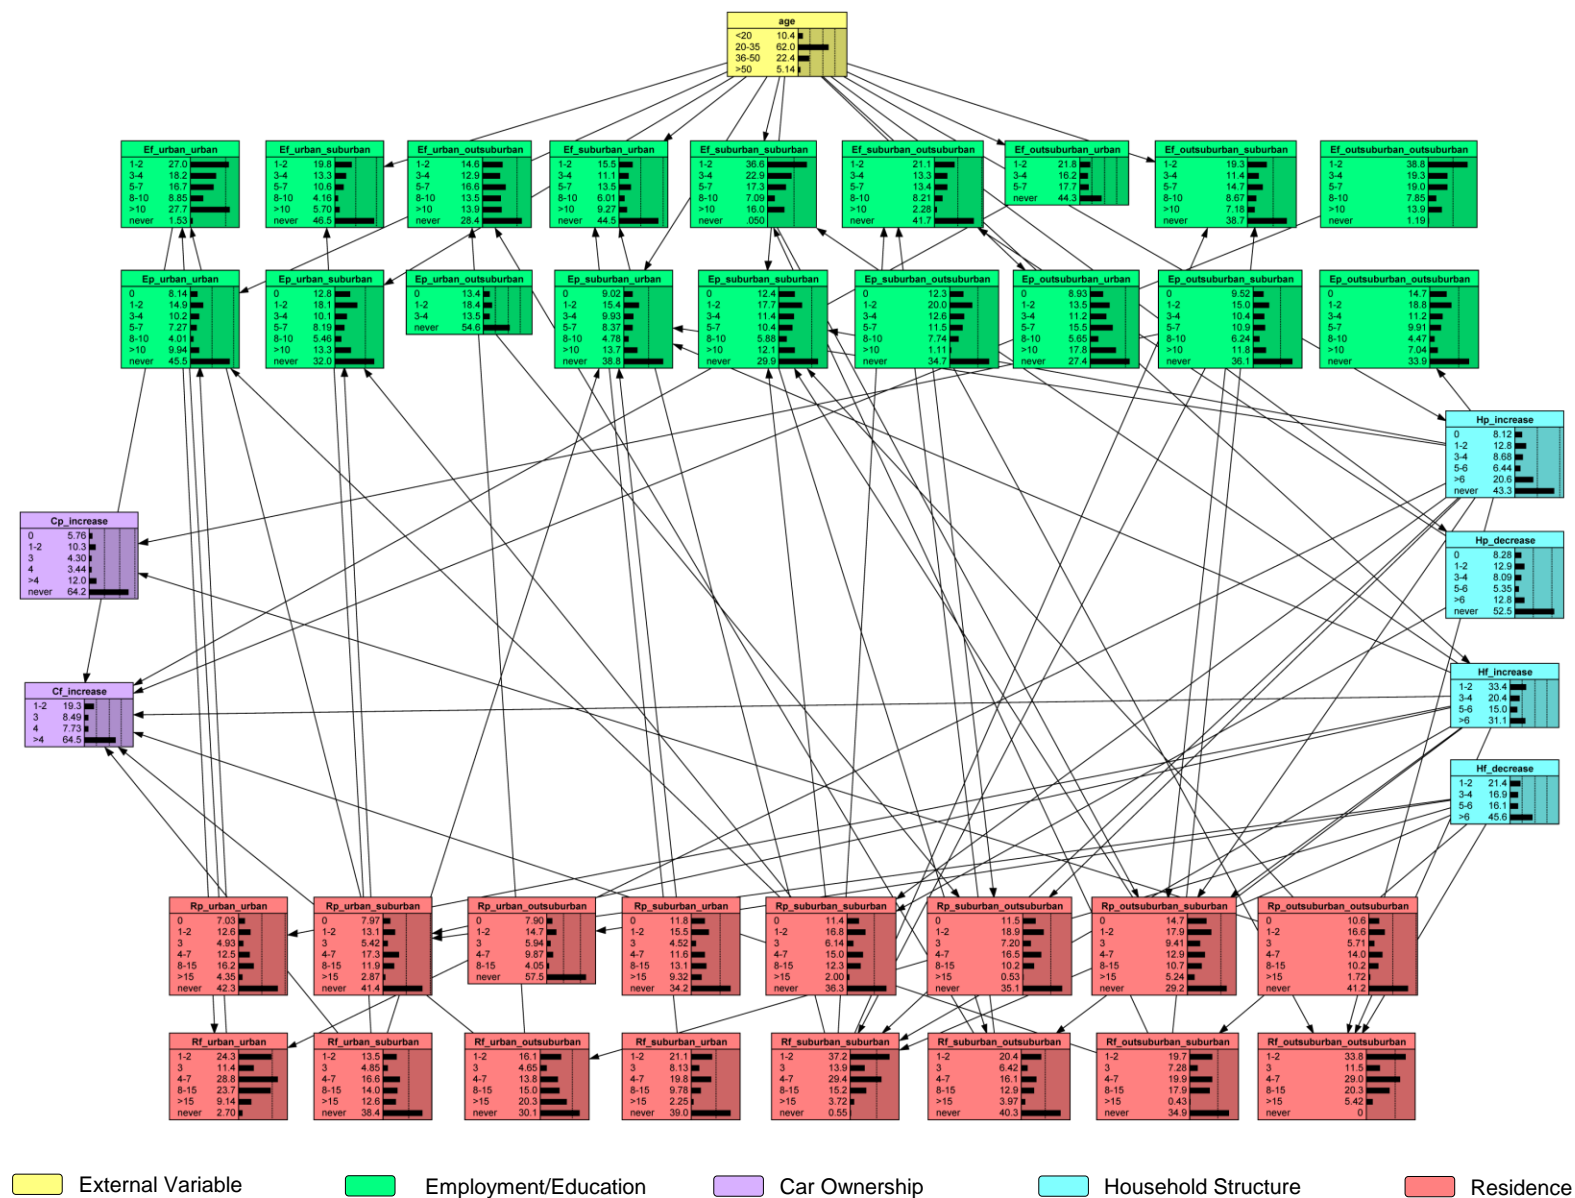 age
<20 10.4
20-35 62.0
36-50 22.4
>50 5.14
Ef_urban_urban
1-2 27.0
3-4 18.2
5-7 16.7
8-10 8.85
>10 27.7
never 1.53
Ef_urban_suburban
1-2 19.8
3-4 13.3
5-7 10.6
8-10 4.16
>10 5.70
never 46.5
Ef_urban_outsuburban
1-2 14.6
3-4 12.9
5-7 16.6
8-10 13.5
>10 13.9
never 28.4
Ef_suburban_urban
1-2 15.5
3-4 11.1
5-7 13.5
8-10 6.01
>10 9.27
never 44.5
Ef_suburban_suburban
1-2 36.6
3-4 22.9
5-7 17.3
8-10 7.09
>10 16.0
never .050
Ef_suburban_outsuburban
1-2 21.1
3-4 13.3
5-7 13.4
8-10 8.21
>10 2.28
never 41.7
Ef_outsuburban_urban
1-2 21.8
3-4 16.2
5-7 17.7
never 44.3
Ef_outsuburban_suburban
1-2 19.3
3-4 11.4
5-7 14.7
8-10 8.67
>10 7.18
never 38.7
Ef_outsuburban_outsuburban
1-2 38.8
3-4 19.3
5-7 19.0
8-10 7.85
>10 13.9
never 1.19
Ep_urban_urban
0 8.14
1-2 14.9
3-4 10.2
5-7 7.27
8-10 4.01
>10 9.94
never 45.5
Ep_urban_suburban
0 12.8
1-2 18.1
3-4 10.1
5-7 8.19
8-10 5.46
>10 13.3
never 32.0
Ep_urban_outsuburban
0 13.4
1-2 18.4
3-4 13.5
never 54.6
Ep_suburban_urban
0 9.02
1-2 15.4
3-4 9.93
5-7 8.37
8-10 4.78
>10 13.7
never 38.8
Ep_suburban_suburban
0 12.4
1-2 17.7
3-4 11.4
5-7 10.4
8-10 5.88
>10 12.1
never 29.9
Ep_suburban_outsuburban
0 12.3
1-2 20.0
3-4 12.6
5-7 11.5
8-10 7.74
>10 1.11
never 34.7
Ep_outsuburban_urban
0 8.93
1-2 13.5
3-4 11.2
5-7 15.5
8-10 5.65
>10 17.8
never 27.4
Ep_outsuburban_suburban
0 9.52
1-2 15.0
3-4 10.4
5-7 10.9
8-10 6.24
>10 11.8
never 36.1
Ep_outsuburban_outsuburban
0 14.7
1-2 18.8
3-4 11.2
5-7 9.91
8-10 4.47
>10 7.04
never 33.9
Hp_increase
0 8.12
1-2 12.8
3-4 8.68
5-6 6.44
>6 20.6
never 43.3
Cp_increase
0 5.76
1-2 10.3
3 4.30
4 3.44
>4 12.0
never 64.2
Hp_decrease
0 8.28
1-2 12.9
3-4 8.09
5-6 5.35
>6 12.8
never 52.5
Cf_increase
1-2 19.3
3 8.49
4 7.73
>4 64.5
Hf_increase
1-2 33.4
3-4 20.4
5-6 15.0
>6 31.1
Hf_decrease
1-2 21.4
3-4 16.9
5-6 16.1
>6 45.6
Rp_urban_urban
0 7.03
1-2 12.6
3 4.93
4-7 12.5
8-15 16.2
>15 4.35
never 42.3
Rp_urban_suburban
0 7.97
1-2 13.1
3 5.42
4-7 17.3
8-15 11.9
>15 2.87
never 41.4
Rp_urban_outsuburban
0 7.90
1-2 14.7
3 5.94
4-7 9.87
8-15 4.05
never 57.5
Rp_suburban_urban
0 11.8
1-2 15.5
3 4.52
4-7 11.6
8-15 13.1
>15 9.32
never 34.2
Rp_suburban_suburban
0 11.4
1-2 16.8
3 6.14
4-7 15.0
8-15 12.3
>15 2.00
never 36.3
Rp_suburban_outsuburban
0 11.5
1-2 18.9
3 7.20
4-7 16.5
8-15 10.2
>15 0.53
never 35.1
Rp_outsuburban_suburban
0 14.7
1-2 17.9
3 9.41
4-7 12.9
8-15 10.7
>15 5.24
never 29.2
Rp_outsuburban_outsuburban
0 10.6
1-2 16.6
3 5.71
4-7 14.0
8-15 10.2
>15 1.72
never 41.2
Rf_urban_urban
1-2 24.3
3 11.4
4-7 28.8
8-15 23.7
>15 9.14
never 2.70
Rf_urban_suburban
1-2 13.5
3 4.85
4-7 16.6
8-15 14.0
>15 12.6
never 38.4
Rf_urban_outsuburban
1-2 16.1
3 4.65
4-7 13.8
8-15 15.0
>15 20.3
never 30.1
Rf_suburban_urban
1-2 21.1
3 8.13
4-7 19.8
8-15 9.78
>15 2.25
never 39.0
Rf_suburban_suburban
1-2 37.2
3 13.9
4-7 29.4
8-15 15.2
>15 3.72
never 0.55
Rf_suburban_outsuburban
1-2 20.4
3 6.42
4-7 16.1
8-15 12.9
>15 3.97
never 40.3
Rf_outsuburban_suburban
1-2 19.7
3 7.28
4-7 19.9
8-15 17.9
>15 0.43
never 34.9
Rf_outsuburban_outsuburban
1-2 33.8
3 11.5
4-7 29.0
8-15 20.3
>15 5.42
never 0
External Variable
Employment/Education
Car Ownership
Household Structure
Residence